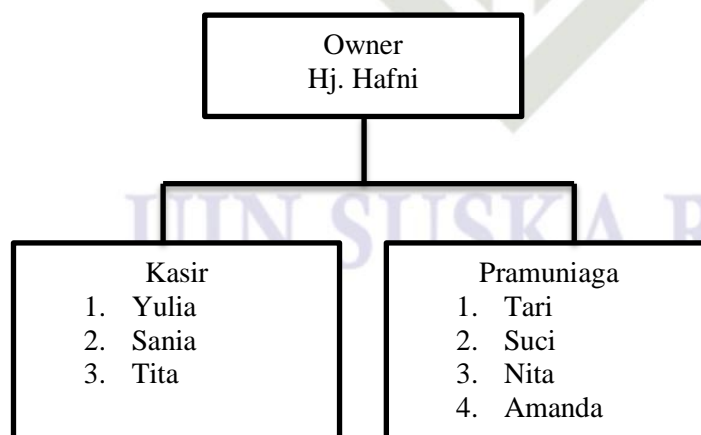 Owner
Hj. Hafni
UIN SUSKA R
Kasir
1. Yulia
2. Sania
3. Tita
Pramuniaga
1. Tari
2. Suci
3. Nita
4. Amanda